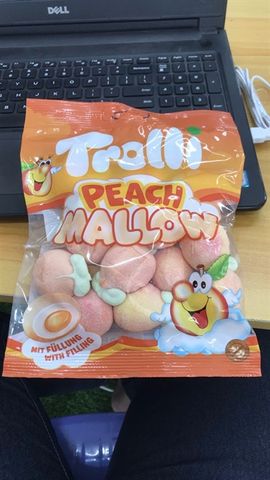 DELL
Trolli
PEACH
MALLOW
MIT FÜLLUNG
WITH FILLING